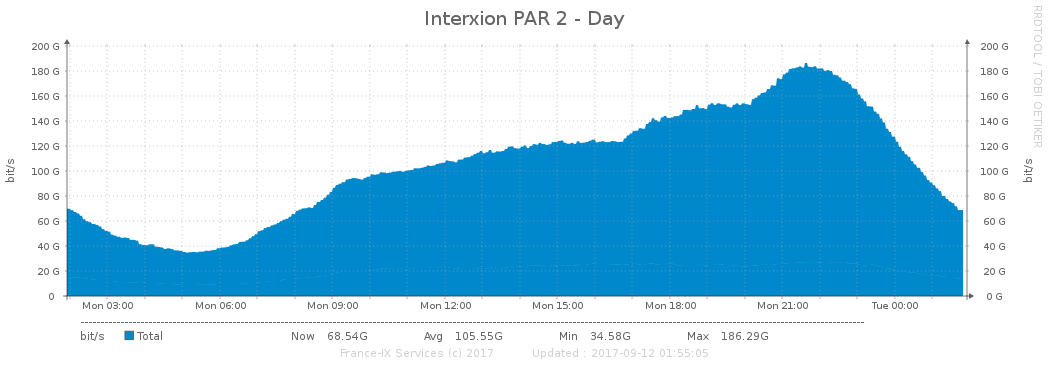 Interxion PAR 2 - Day
RRDTOOL / TOBI OETIKER
200 G 200 G
180 G 180 G
160 G 160 G
140 G 140 G
120 G 120 G
100 G 100 G
80 G 80 G
60 G 60 G
40 G 40 G
20 G 20 G
0 0 G
bit/s bit/s
Mon 03:00 Mon 06:00 Mon 09:00 Mon 12:00 Mon 15:00 Mon 18:00 Mon 21:00 Tue 00:00
bit/s Total Now 68.54G Avg 105.55G Min 34.58G Max 186.29G
France-IX Services (c) 2017 Updated : 2017-09-12 01:55:05